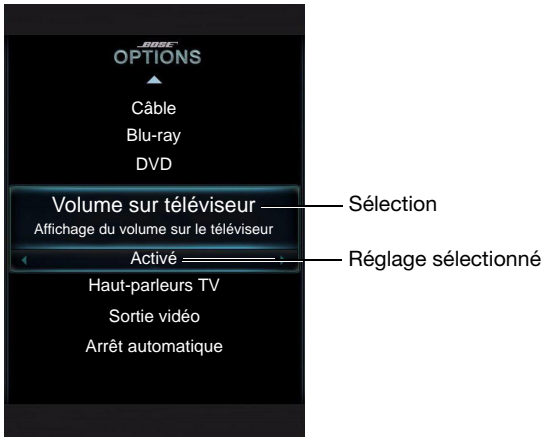 BOSE
OPTIONS
Câble
Blu-ray
DVD
Volume sur téléviseur
Sélection
Affichage du volume sur le téléviseur
Activé
Réglage sélectionné
Haut-parleurs TV
Sortie vidéo
Arrêt automatique